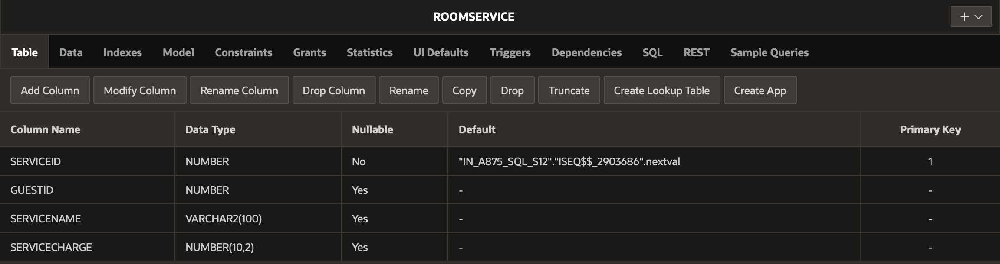 ROOMSERVICE
Table Data Indexes Model Constraints Grants Statistics UI Defaults Triggers Dependencies SQL REST Sample Queries
Add Column Modify Column Rename Column Drop Column Rename Copy Drop Truncate Create Lookup Table Create App
Column Name Data Type Nullable Default Primary Key
SERVICEID NUMBER No "IN_A875_SQL_S12"."ISEQ$$_2903686".nextval 1
GUESTID NUMBER Yes - -
SERVICENAME VARCHAR2(100) Yes - -
SERVICECHARGE NUMBER(10,2) Yes - -